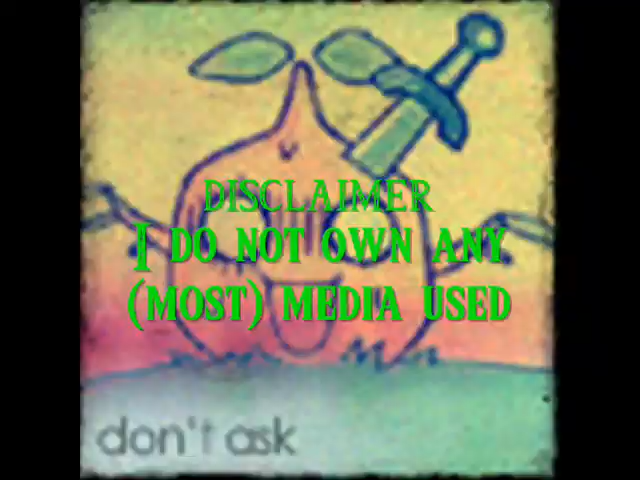 DISCLAIMER
I DO NOT OWN ANY
(MOST) MEDIA USED
don't ask